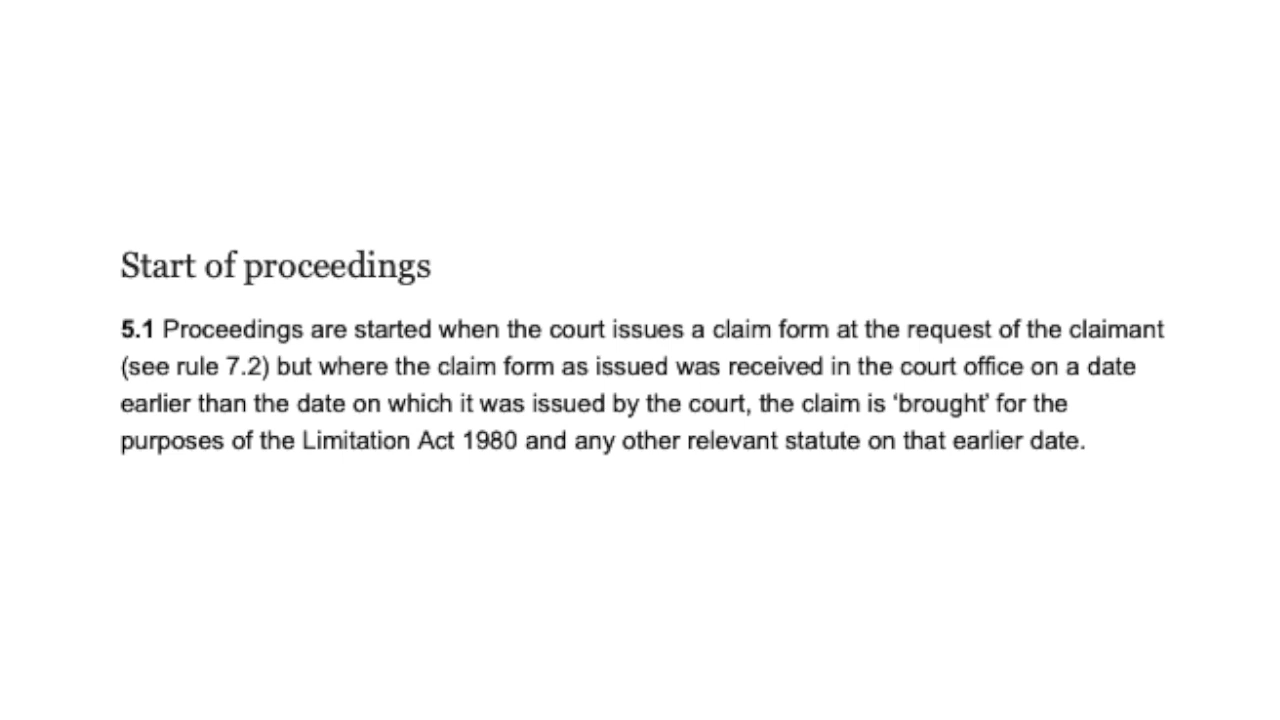 Start of proceedings
5.1 Proceedings are started when the court issues a claim form at the request of the claimant
(see rule 7.2) but where the claim form as issued was received in the court office on a date
earlier than the date on which it was issued by the court, the claim is ‘brought’ for the
purposes of the Limitation Act 1980 and any other relevant statute on that earlier date.